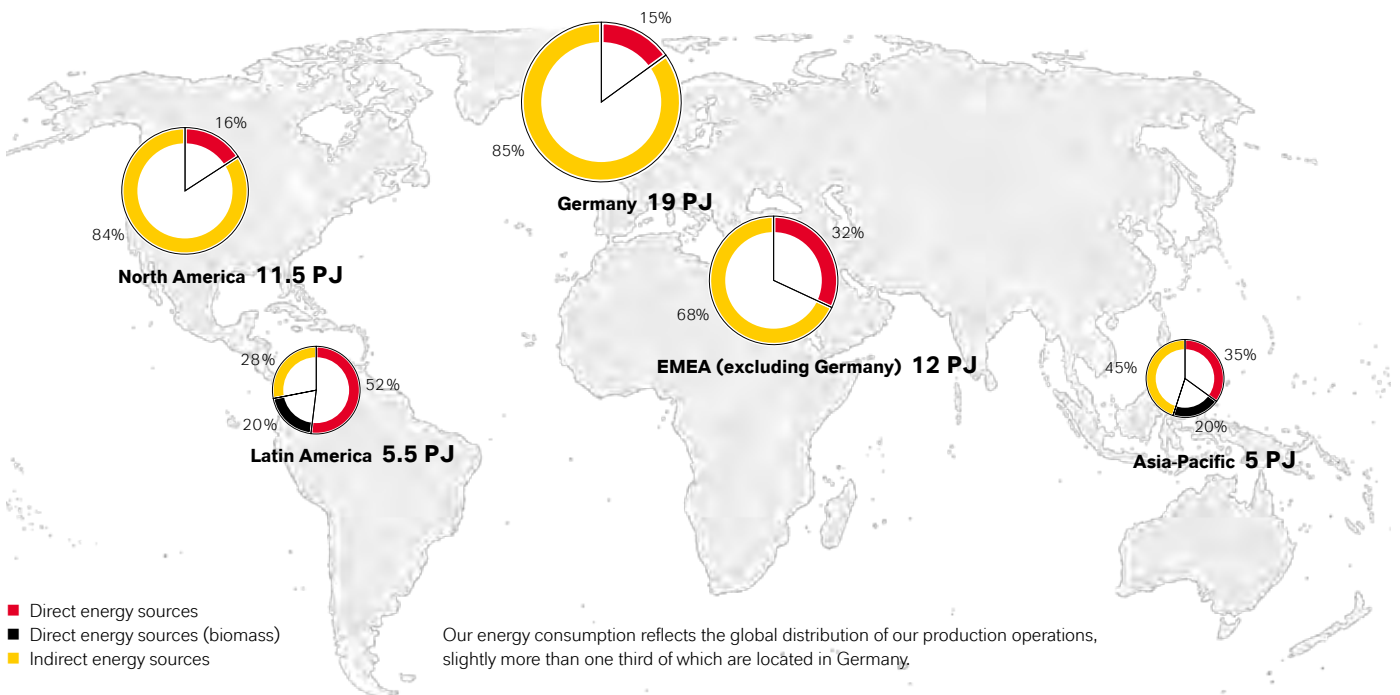 15%
85%
Germany 19 PJ
16%
84%
North America 11.5 PJ
32%
68%
EMEA (excluding Germany) 12 PJ
28%
52%
20%
Latin America 5.5 PJ
45%
35%
20%
Asia-Pacific 5 PJ
Direct energy sources
Direct energy sources (biomass)
Indirect energy sources
Our energy consumption reflects the global distribution of our production operations,
slightly more than one third of which are located in Germany.